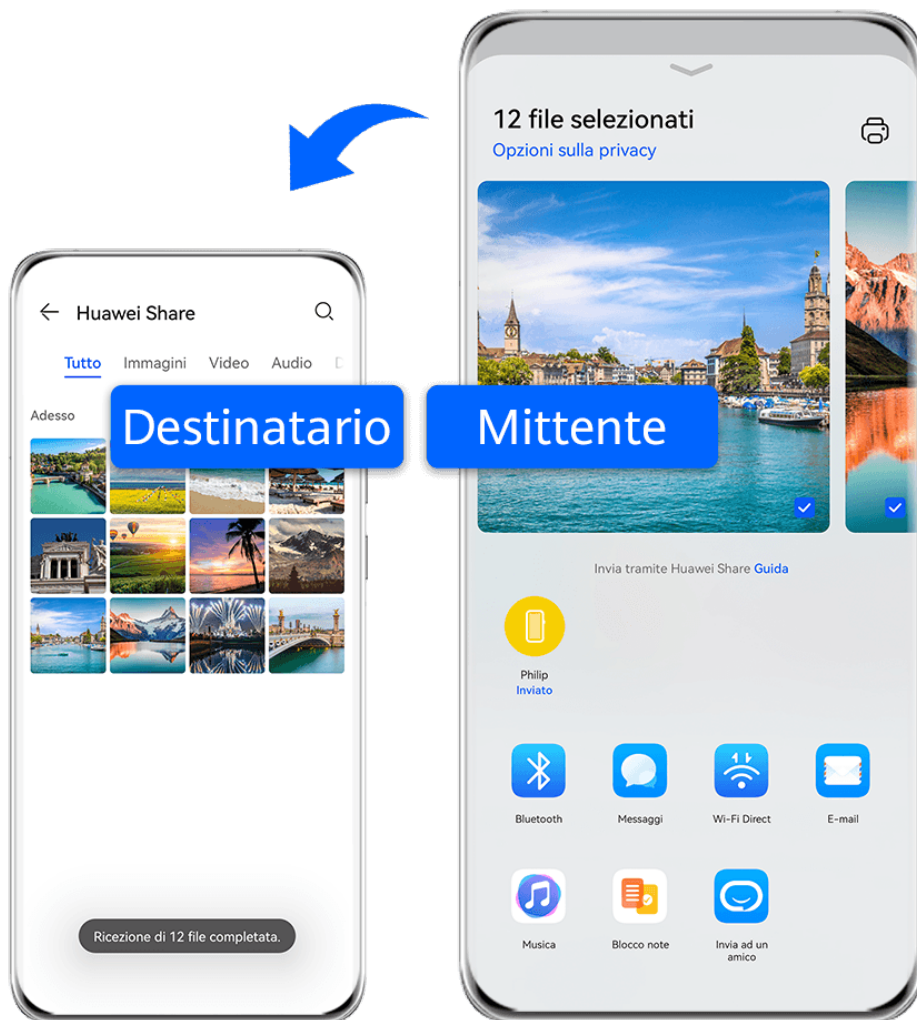 12 file selezionati
Opzioni sulla privacy
Huawei Share
Tutto Immagini Video Audio
Adesso
Destinatario
Mittente
Invia tramite Huawei Share Guida
Philip
Inviato
Bluetooth
Messaggi
Wi-Fi Direct
E-mail
Musica
Blocco note
Invia ad un
amico
Ricezione di 12 file completata.